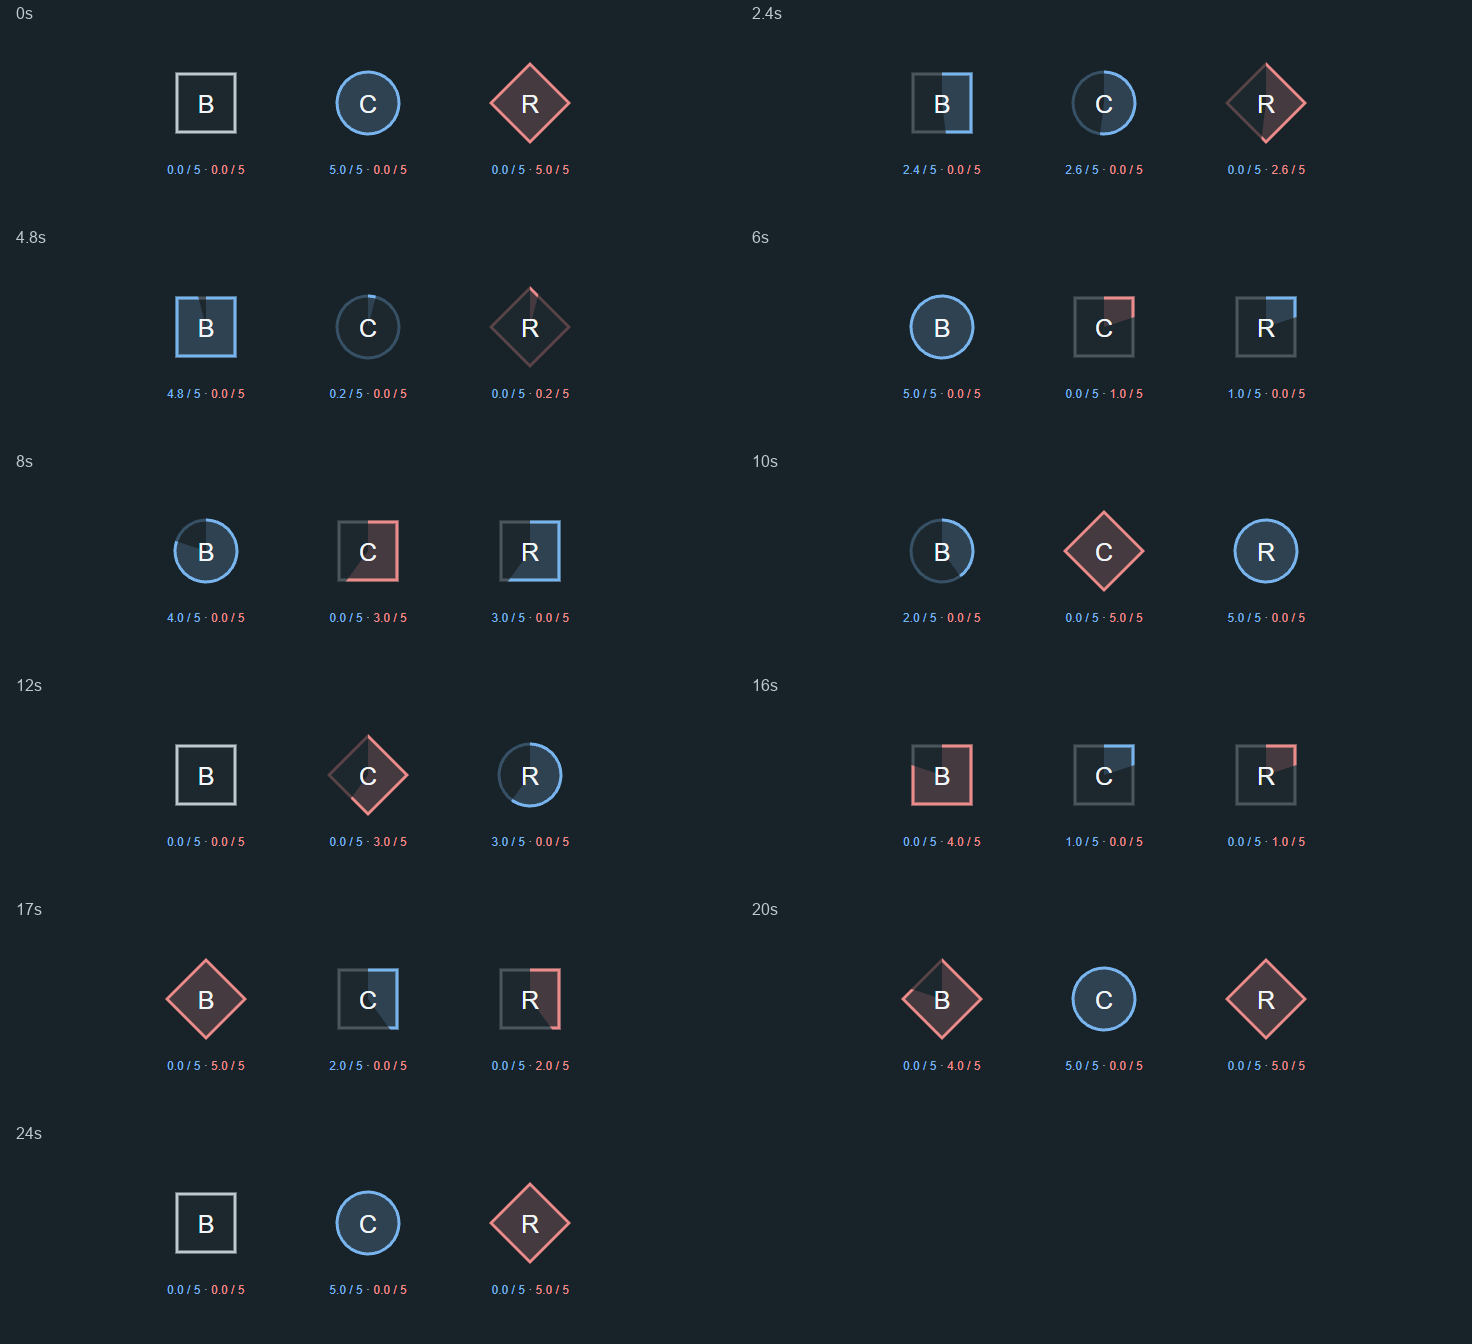 0s
2.4s
B C R
B C R
0.0 / 5 · 0.0 / 5 5.0 / 5 · 0.0 / 5 0.0 / 5 · 5.0 / 5
2.4 / 5 · 0.0 / 5 2.6 / 5 · 0.0 / 5 0.0 / 5 · 2.6 / 5
4.8s
6s
B C R
B C R
4.8 / 5 · 0.0 / 5 0.2 / 5 · 0.0 / 5 0.0 / 5 · 0.2 / 5
5.0 / 5 · 0.0 / 5 0.0 / 5 · 1.0 / 5 1.0 / 5 · 0.0 / 5
8s
10s
B C R
B C R
4.0 / 5 · 0.0 / 5 0.0 / 5 · 3.0 / 5 3.0 / 5 · 0.0 / 5
2.0 / 5 · 0.0 / 5 0.0 / 5 · 5.0 / 5 5.0 / 5 · 0.0 / 5
12s
16s
B C R
B C R
0.0 / 5 · 0.0 / 5 0.0 / 5 · 3.0 / 5 3.0 / 5 · 0.0 / 5
0.0 / 5 · 4.0 / 5 1.0 / 5 · 0.0 / 5 0.0 / 5 · 1.0 / 5
17s
20s
B C R
B C R
0.0 / 5 · 5.0 / 5 2.0 / 5 · 0.0 / 5 0.0 / 5 · 2.0 / 5
0.0 / 5 · 4.0 / 5 5.0 / 5 · 0.0 / 5 0.0 / 5 · 5.0 / 5
24s
B C R
0.0 / 5 · 0.0 / 5 5.0 / 5 · 0.0 / 5 0.0 / 5 · 5.0 / 5